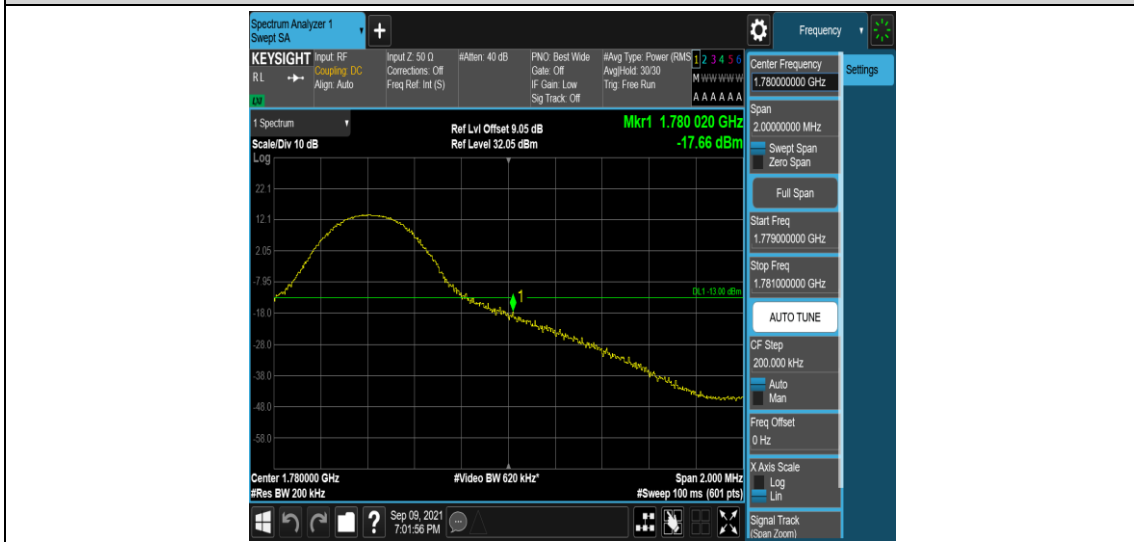 Spectrum Analyzer 1
Swept SA
+
Frequency
KEYSIGHT
RL
LXI
Input: RF
Coupling: DC
Align: Auto
Input Z: 50 Ω
Corrections: Off
Freq Ref: Int (S)
#Atten: 40 dB
PNO: Best Wide
Gate: Off
IF Gain: Low
Sig Track: Off
#Avg Type: Power (RMS
Avg|Hold: 30/30
Trig: Free Run
1 2 3 4 5 6
M W W W W W
A A A A A A
1 Spectrum
Scale/Div 10 dB
Ref Lvl Offset 9.05 dB
Ref Level 32.05 dBm
Mkr1 1.780 020 GHz
-17.66 dBm
Log
22.1
12.1
2.05
-7.95
-18.0
-28.0
-38.0
-48.0
-58.0
1
DL1 -13.00 dBm
Center 1.780000 GHz
#Res BW 200 kHz
#Video BW 620 kHz*
Span 2.000 MHz
#Sweep 100 ms (601 pts)
Center Frequency
1.780000000 GHz
Settings
Span
2.00000000 MHz
Swept Span
Zero Span
Full Span
Start Freq
1.779000000 GHz
Stop Freq
1.781000000 GHz
AUTO TUNE
CF Step
200.000 kHz
Auto
Man
Freq Offset
0 Hz
X Axis Scale
Log
Lin
Signal Track
(Span Zoom)
?
Sep 09, 2021
7:01:56 PM